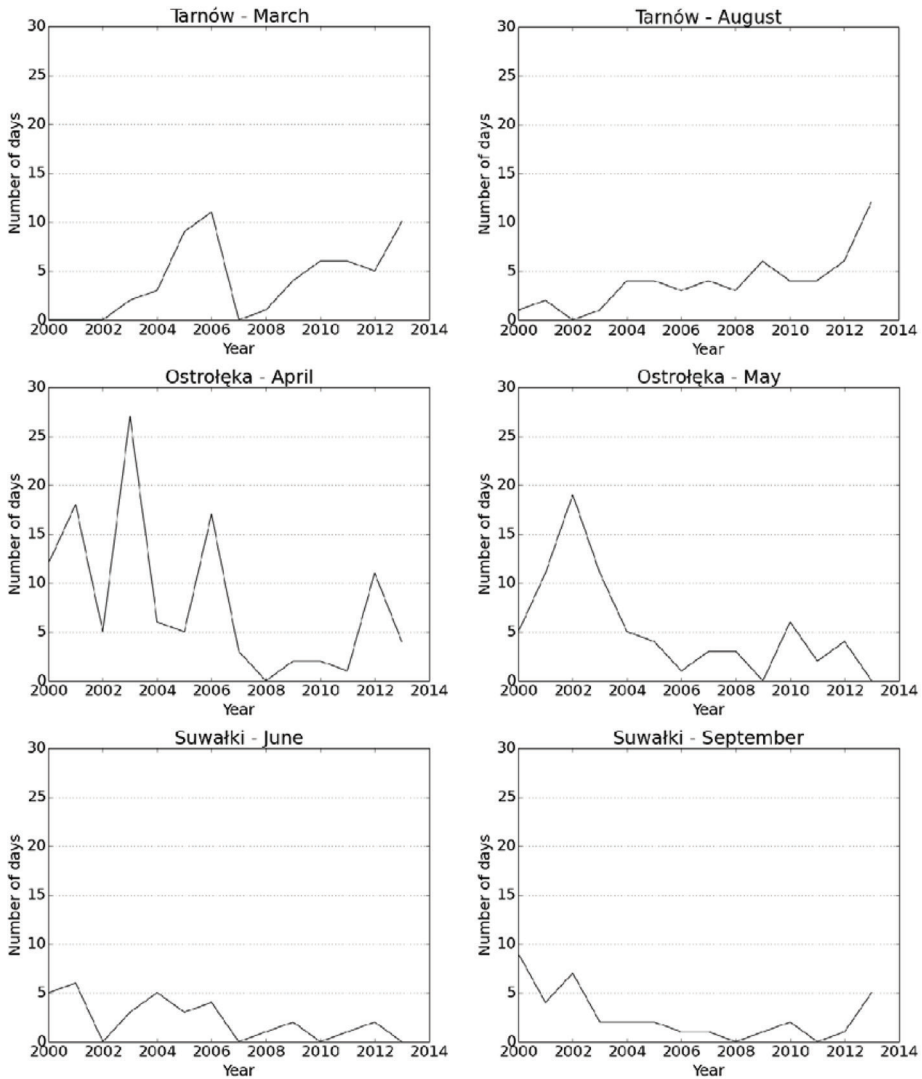 Tarnów - March
30
25
20
15
10
5
0
Number of days
2000 2002 2004 2006 2008 2010 2012 2014
Year
Tarnów - August
30
25
20
15
10
5
0
Number of days
2000 2002 2004 2006 2008 2010 2012 2014
Year
Ostrołęka - April
30
25
20
15
10
5
0
Number of days
2000 2002 2004 2006 2008 2010 2012 2014
Year
Ostrołęka - May
30
25
20
15
10
5
0
Number of days
2000 2002 2004 2006 2008 2010 2012 2014
Year
Suwałki - June
30
25
20
15
10
5
0
Number of days
2000 2002 2004 2006 2008 2010 2012 2014
Year
Suwałki - September
30
25
20
15
10
5
0
Number of days
2000 2002 2004 2006 2008 2010 2012 2014
Year